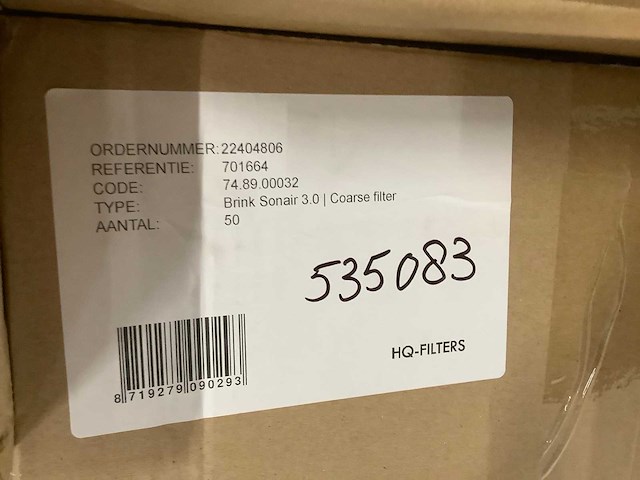 ORDERNUMMER: 22404806
REFERENTIE: 701664
CODE: 74.89.00032
TYPE: Brink Sonair 3.0 | Coarse filter
AANTAL: 50
535083
HQ-FILTERS
8 719279 090293